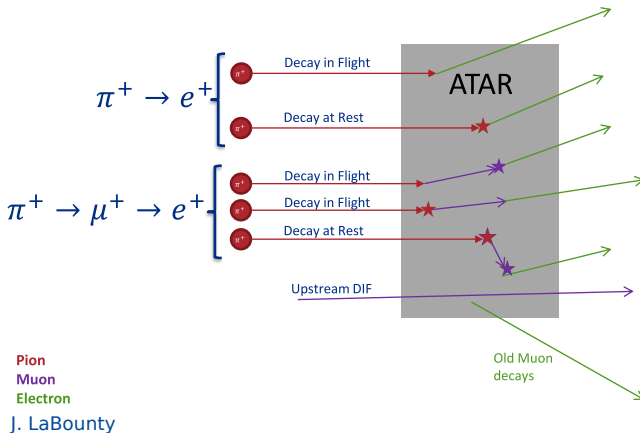 Decay in Flight
π⁺
ATAR
π⁺ → e⁺
Decay at Rest
π⁺
Decay in Flight
π⁺
π⁺ → μ⁺ → e⁺
Decay in Flight
π⁺
Decay at Rest
π⁺
Upstream DIF
Old Muon
decays
Pion
Muon
Electron
J. LaBounty